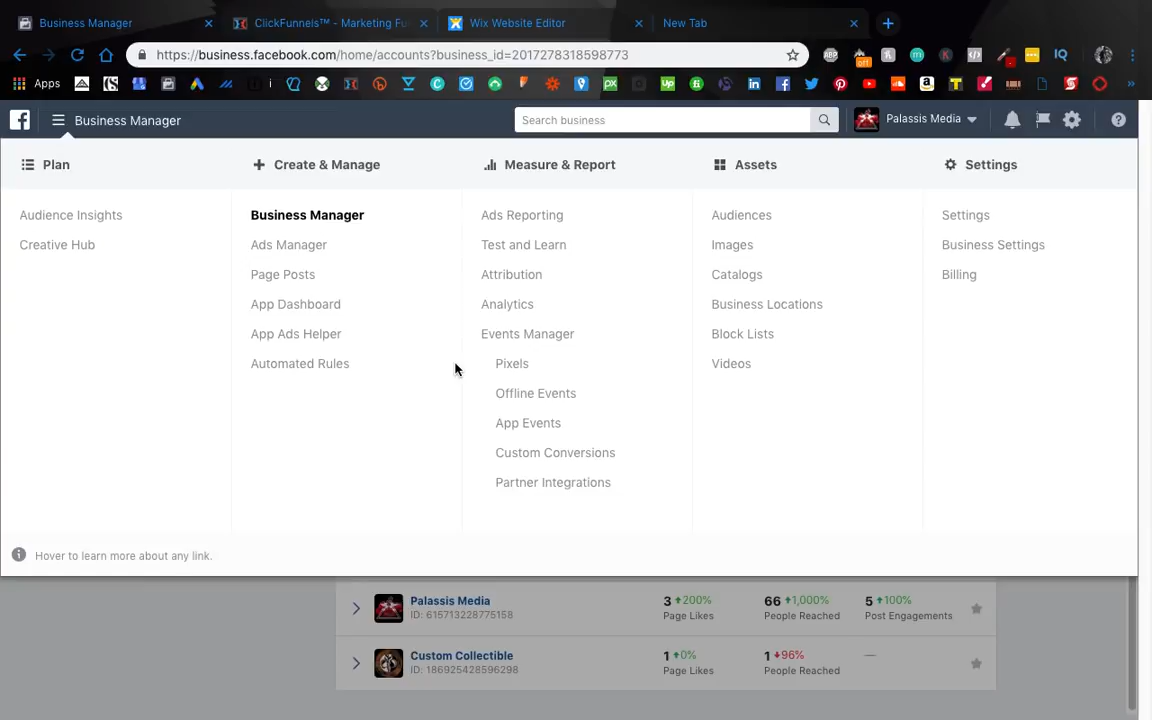 Business Manager
ClickFunnels™ - Marketing Fu
Wix Website Editor
New Tab
https://business.facebook.com/home/accounts?business_id=2017278318598773
Apps
Business Manager
Search business
Palassis Media
Plan
Create & Manage
Measure & Report
Assets
Settings
Audience Insights
Business Manager
Ads Reporting
Audiences
Settings
Creative Hub
Ads Manager
Test and Learn
Images
Business Settings
Page Posts
Attribution
Catalogs
Billing
App Dashboard
Analytics
Business Locations
App Ads Helper
Events Manager
Block Lists
Automated Rules
Pixels
Videos
Offline Events
App Events
Custom Conversions
Partner Integrations
Hover to learn more about any link.
Palassis Media
ID: 615713228775158
3 200%
Page Likes
66 1,000%
People Reached
5 100%
Post Engagements
Custom Collectible
ID: 1869254285962​98
1 0%
Page Likes
1 96%
People Reached
—